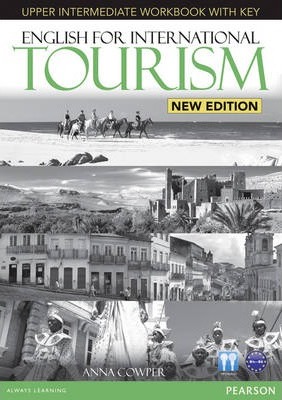 UPPER INTERMEDIATE WORKBOOK WITH KEY
ENGLISH FOR INTERNATIONAL
TOURISM
NEW EDITION
ANNA COWPER
ALWAYS LEARNING
PEARSON